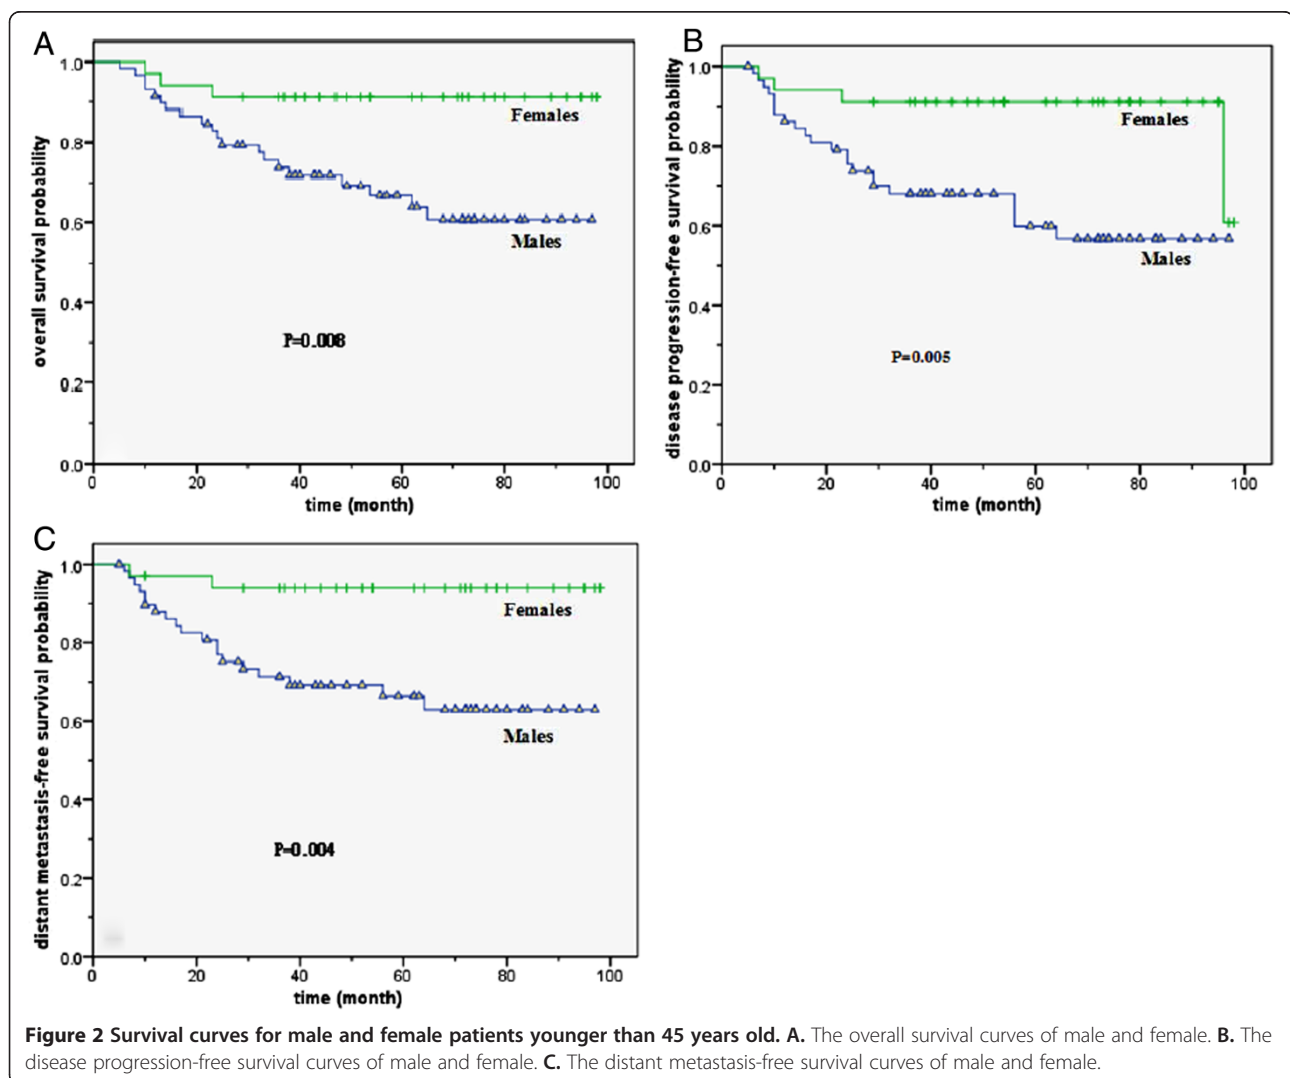 A
1.0
0.8
0.6
0.4
0.2
0.0
overall survival probability
Females
Males
P=0.008
0 20 40 60 80 100
time (month)
B
1.0
0.8
0.6
0.4
0.2
0.0
disease progression-free survival probability
Females
Males
P=0.005
0 20 40 60 80 100
time (month)
C
1.0
0.8
0.6
0.4
0.2
0.0
distant metastasis-free survival probability
Females
Males
P=0.004
0 20 40 60 80 100
time (month)
Figure 2 Survival curves for male and female patients younger than 45 years old. A. The overall survival curves of male and female. B. The
disease progression-free survival curves of male and female. C. The distant metastasis-free survival curves of male and female.